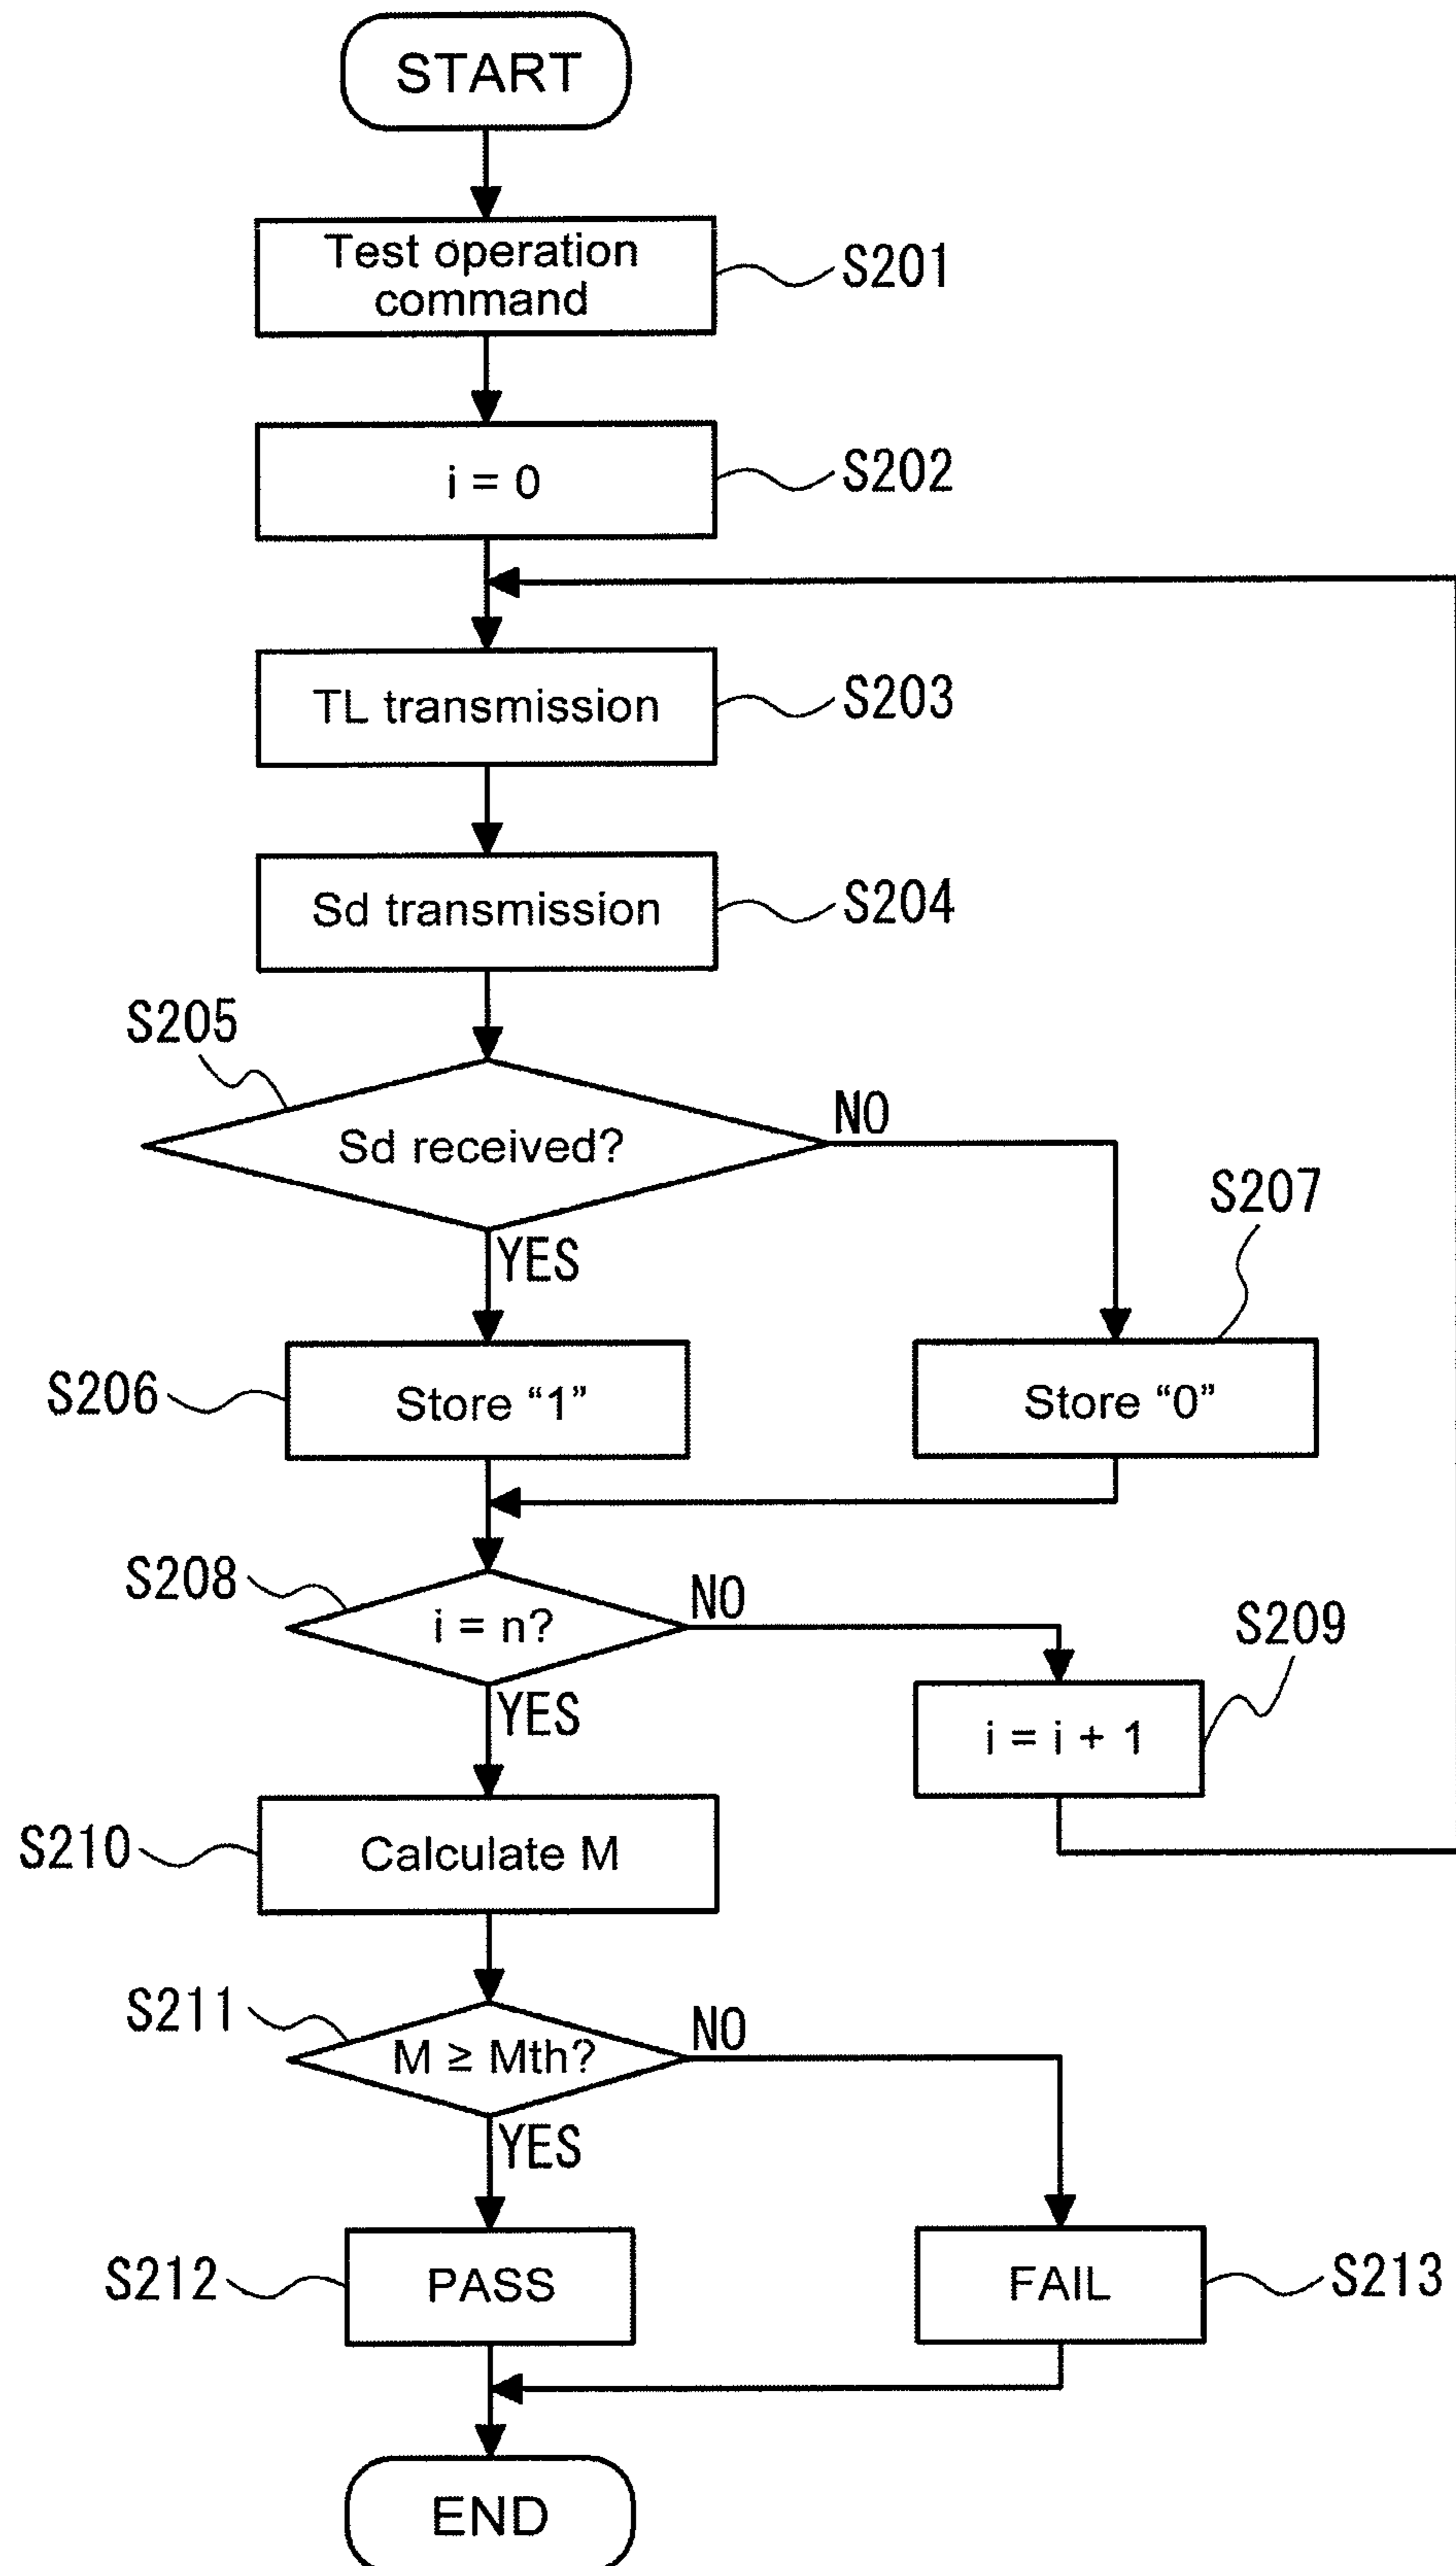 START
Test operation
command
S201
i = 0
S202
TL transmission
S203
Sd transmission
S204
S205
Sd received?
NO
YES
S207
S206
Store “1”
Store “0”
S208
i = n?
NO
YES
S209
i = i + 1
S210
Calculate M
S211
M ≥ Mth?
NO
YES
S212
PASS
FAIL
S213
END